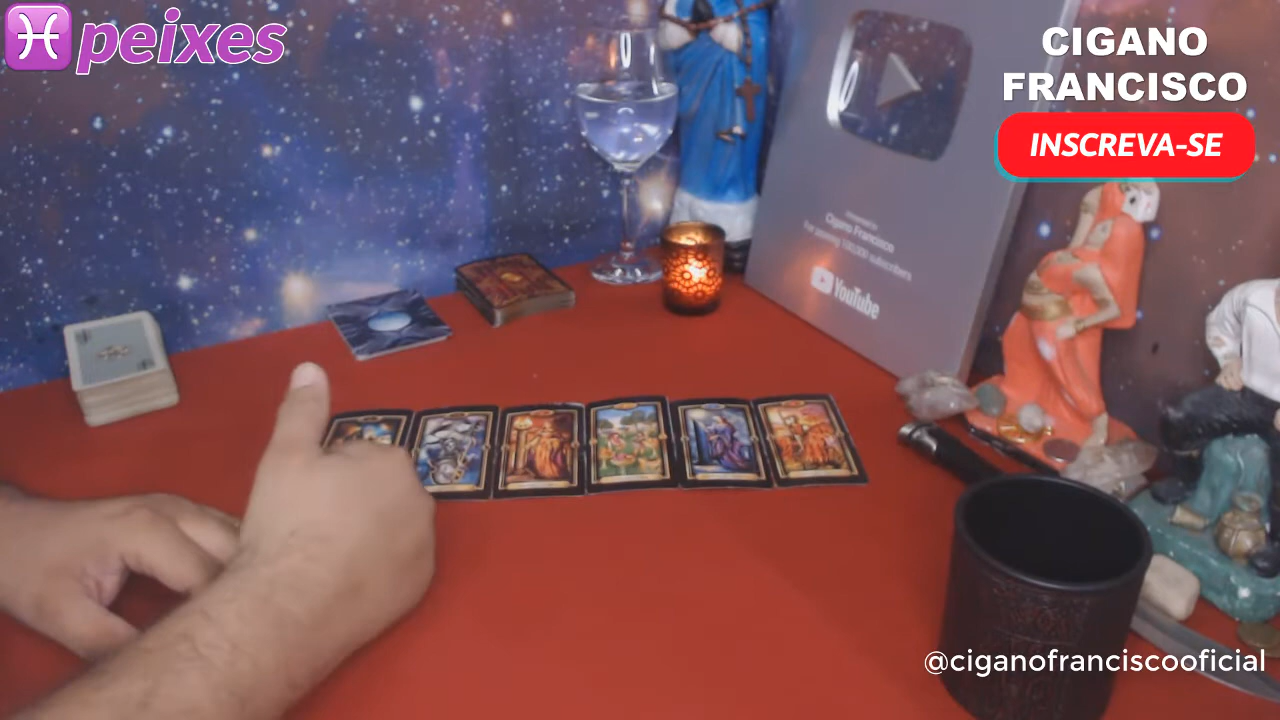 ♓ peixes
CIGANO
FRANCISCO
INSCREVA-SE
Cigano Francisco
YouTube
@ciganofranciscooficial